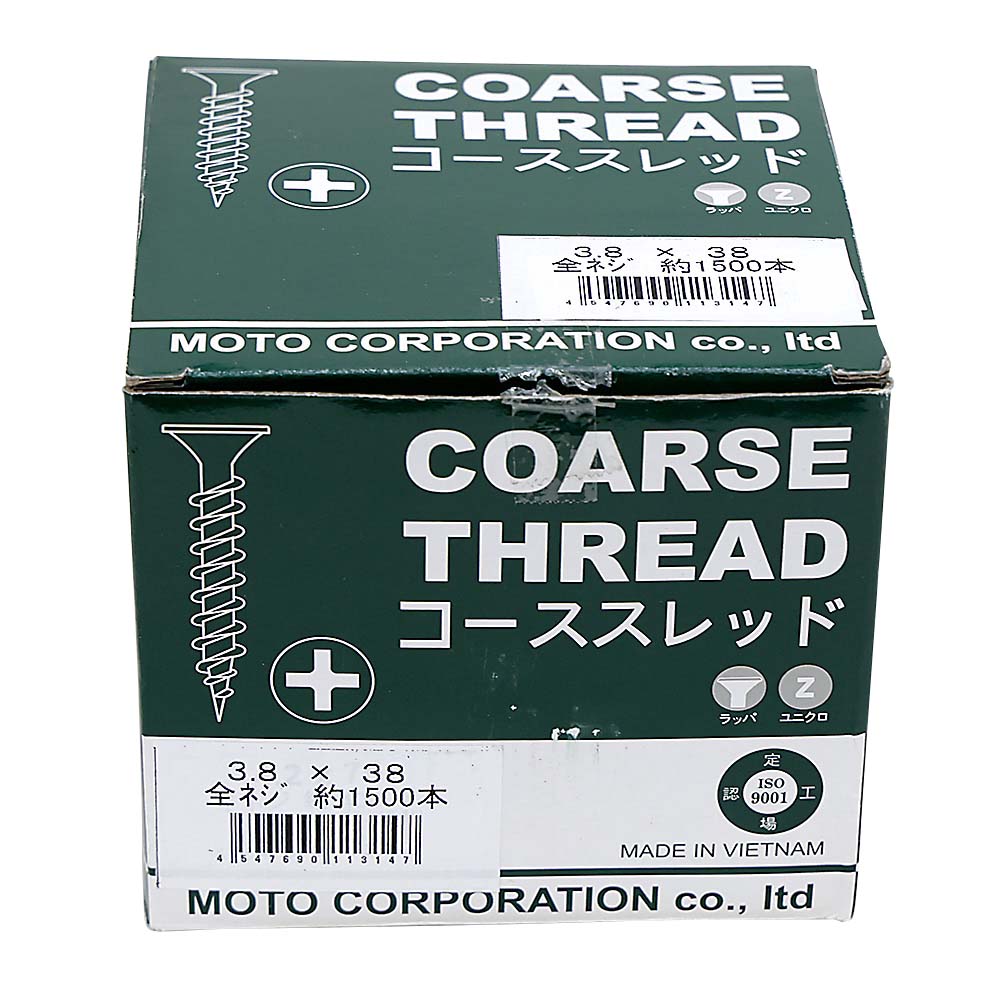 COARSE
THREAD
コーススレッド
Z
ラッパ ユニクロ
3.8 × 38
全ネジ 約1500本
4 547690 113147
MOTO CORPORATION co., ltd
COARSE
THREAD
コーススレッド
Z
ラッパ ユニクロ
3.8 × 38
全ネジ 約1500本
4 547690 113147
定
認 ISO 工
9001
場
MADE IN VIETNAM
MOTO CORPORATION co., ltd